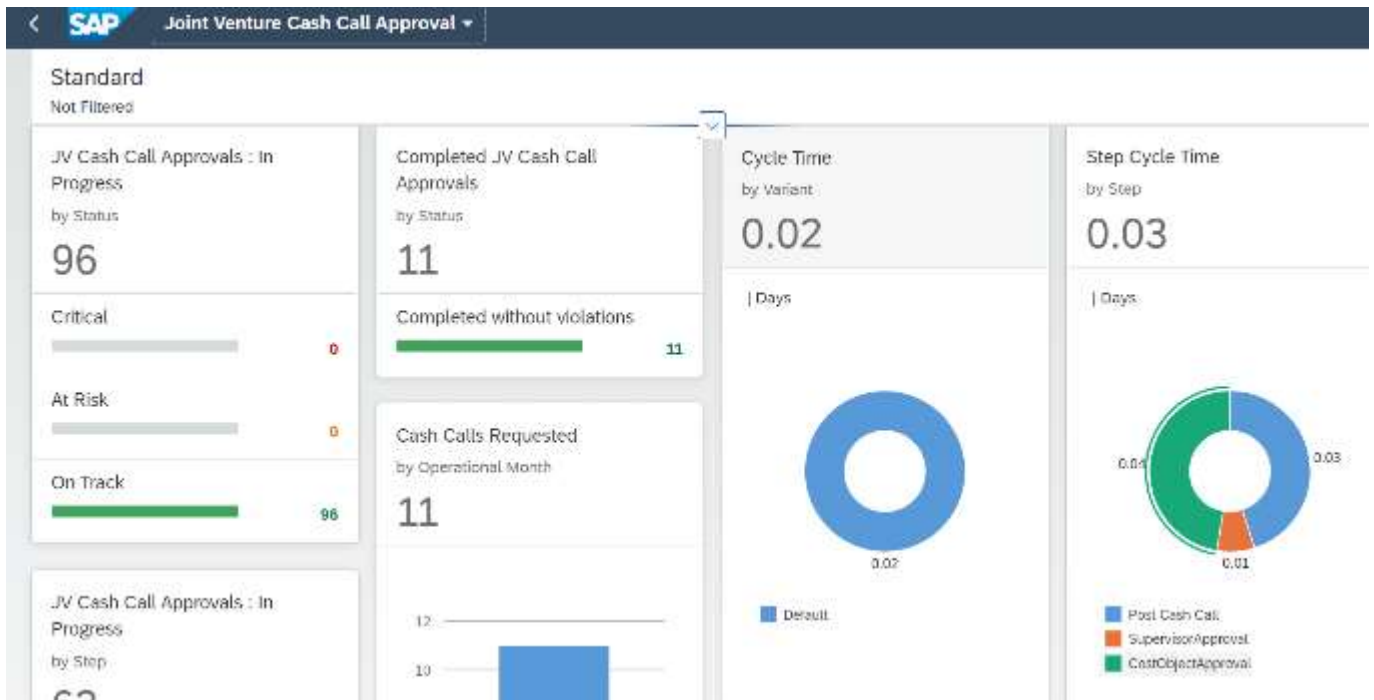 SAP Joint Venture Cash Call Approval
Standard
Not Filtered
JV Cash Call Approvals : In
Progress
by Status
96
Critical
0
At Risk
0
On Track
96
JV Cash Call Approvals : In
Progress
by Step
Completed JV Cash Call
Approvals
by Status
11
Completed without violations
11
Cash Calls Requested
by Operational Month
11
12
10
Cycle Time
by Variant
0.02
| Days
0.02
Default
Step Cycle Time
by Step
0.03
| Days
0.04
0.03
0.01
Post Cash Call
SupervisorApproval
CostObjectApproval